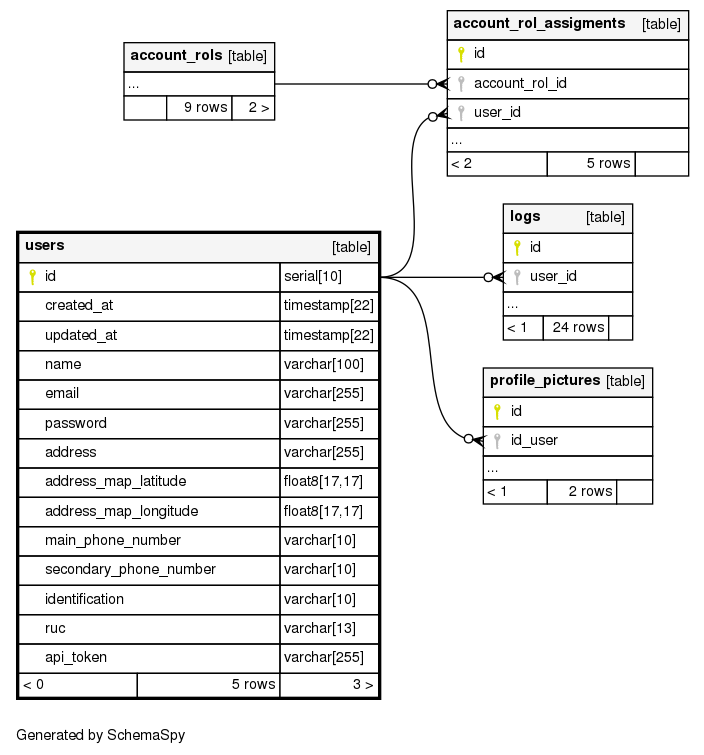 account_rols [table]
...
9 rows 2 >
account_rol_assigments [table]
id
account_rol_id
user_id
...
< 2 5 rows
users [table]
id serial[10]
created_at timestamp[22]
updated_at timestamp[22]
name varchar[100]
email varchar[255]
password varchar[255]
address varchar[255]
address_map_latitude float8[17,17]
address_map_longitude float8[17,17]
main_phone_number varchar[10]
secondary_phone_number varchar[10]
identification varchar[10]
ruc varchar[13]
api_token varchar[255]
< 0 5 rows 3 >
logs [table]
id
user_id
...
< 1 24 rows
profile_pictures [table]
id
id_user
...
< 1 2 rows
Generated by SchemaSpy